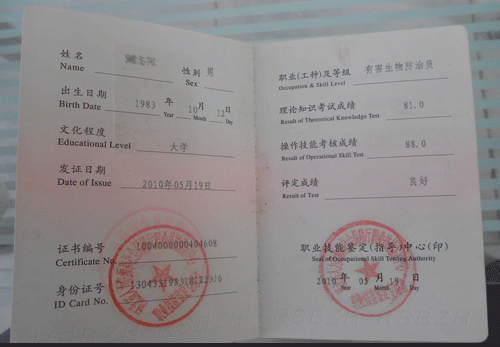 姓名 性别 男
Name Sex
出生日期 1983 年 10 月 12 日
Birth Date Year Month Day
文化程度
Educational Level 大学
发证日期
Date of Issue 2010年05月19日
证书编号 1004000000404608
Certificate No.
身份证号
ID Card No.
职业(工种)及等级 有害生物防治员
Occupation & Skill Level
理论知识考试成绩 81.0
Result of Theoretical Knowledge Test
操作技能考核成绩 88.0
Result of Operational Skill Test
评定成绩 良好
Result of Test
职业技能鉴定(指导)中心(印)
Seal of Occupational Skill Testing Authority
2010 年 05 月 19 日
Year Month Day